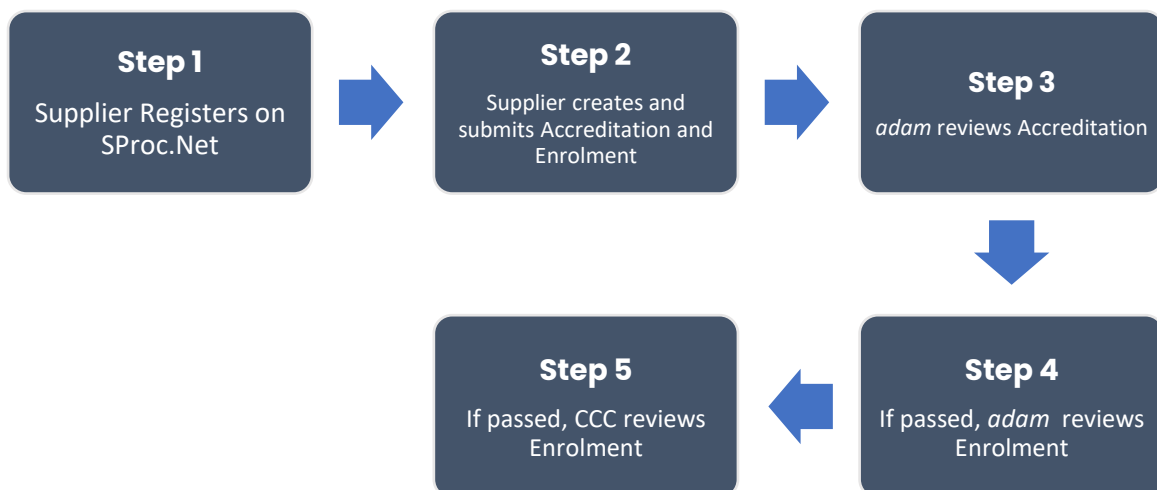 Step 1
Supplier Registers on
SProc.Net
Step 2
Supplier creates and
submits Accreditation and
Enrolment
Step 3
adam reviews Accreditation
Step 4
If passed, adam reviews
Enrolment
Step 5
If passed, CCC reviews
Enrolment